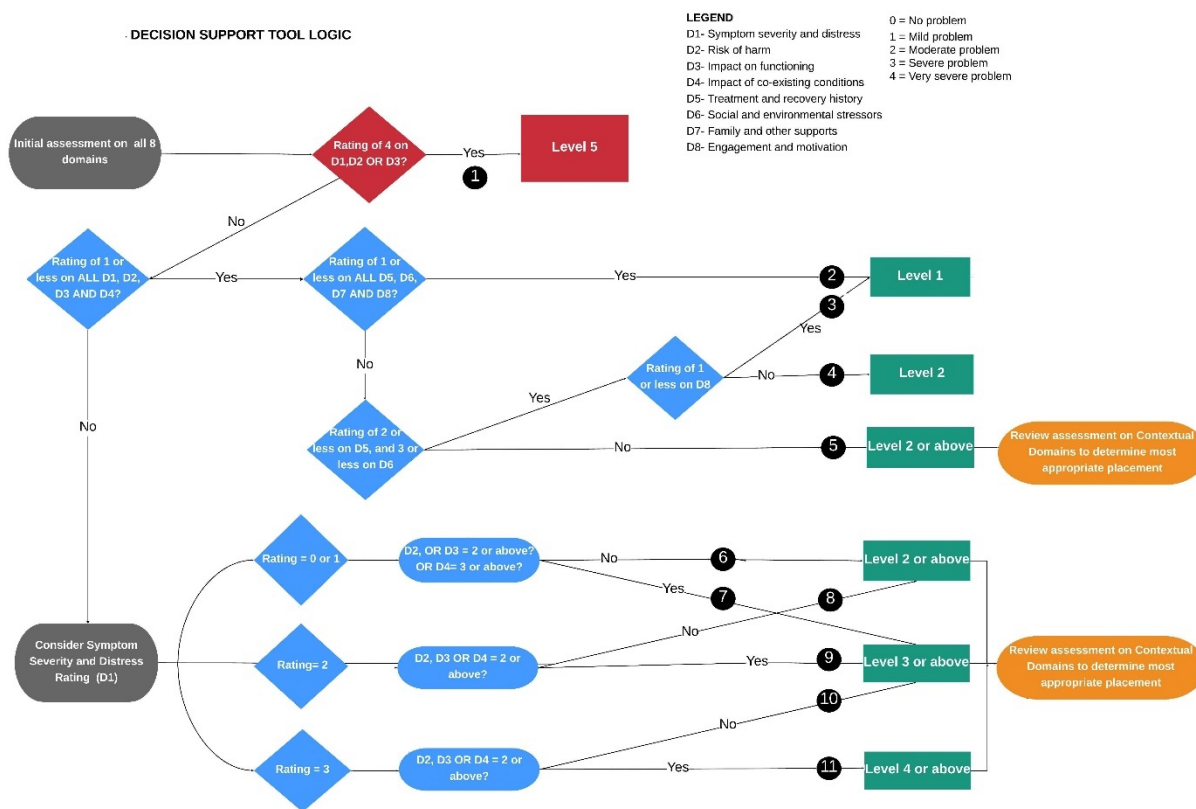 DECISION SUPPORT TOOL LOGIC
LEGEND
D1- Symptom severity and distress
D2- Risk of harm
D3- Impact on functioning
D4- Impact of co-existing conditions
D5- Treatment and recovery history
D6- Social and environmental stressors
D7- Family and other supports
D8- Engagement and motivation
0 = No problem
1 = Mild problem
2 = Moderate problem
3 = Severe problem
4 = Very severe problem
Initial assessment on all 8
domains
Rating of 4 on
D1,D2 OR D3?
Yes
1
Level 5
No
Rating of 1 or
less on ALL D1, D2,
D3 AND D4?
Yes
Rating of 1 or
less on ALL D5, D6,
D7 AND D8?
Yes
2
Level 1
3
Yes
No
Rating of 1
or less on D8
No
4
Level 2
Yes
No
Rating of 2 or
less on D5, and 3 or
less on D6
No
5
Level 2 or above
Review assessment on Contextual
Domains to determine most
appropriate placement
Consider Symptom
Severity and Distress
Rating (D1)
Rating = 0 or 1
D2, OR D3 = 2 or above?
OR D4= 3 or above?
No
6
Level 2 or above
Yes
7
8
No
Rating= 2
D2, D3 OR D4 = 2 or
above?
Yes
9
Level 3 or above
Review assessment on Contextual
Domains to determine most
appropriate placement
10
No
Rating = 3
D2, D3 OR D4 = 2 or
above?
Yes
11
Level 4 or above